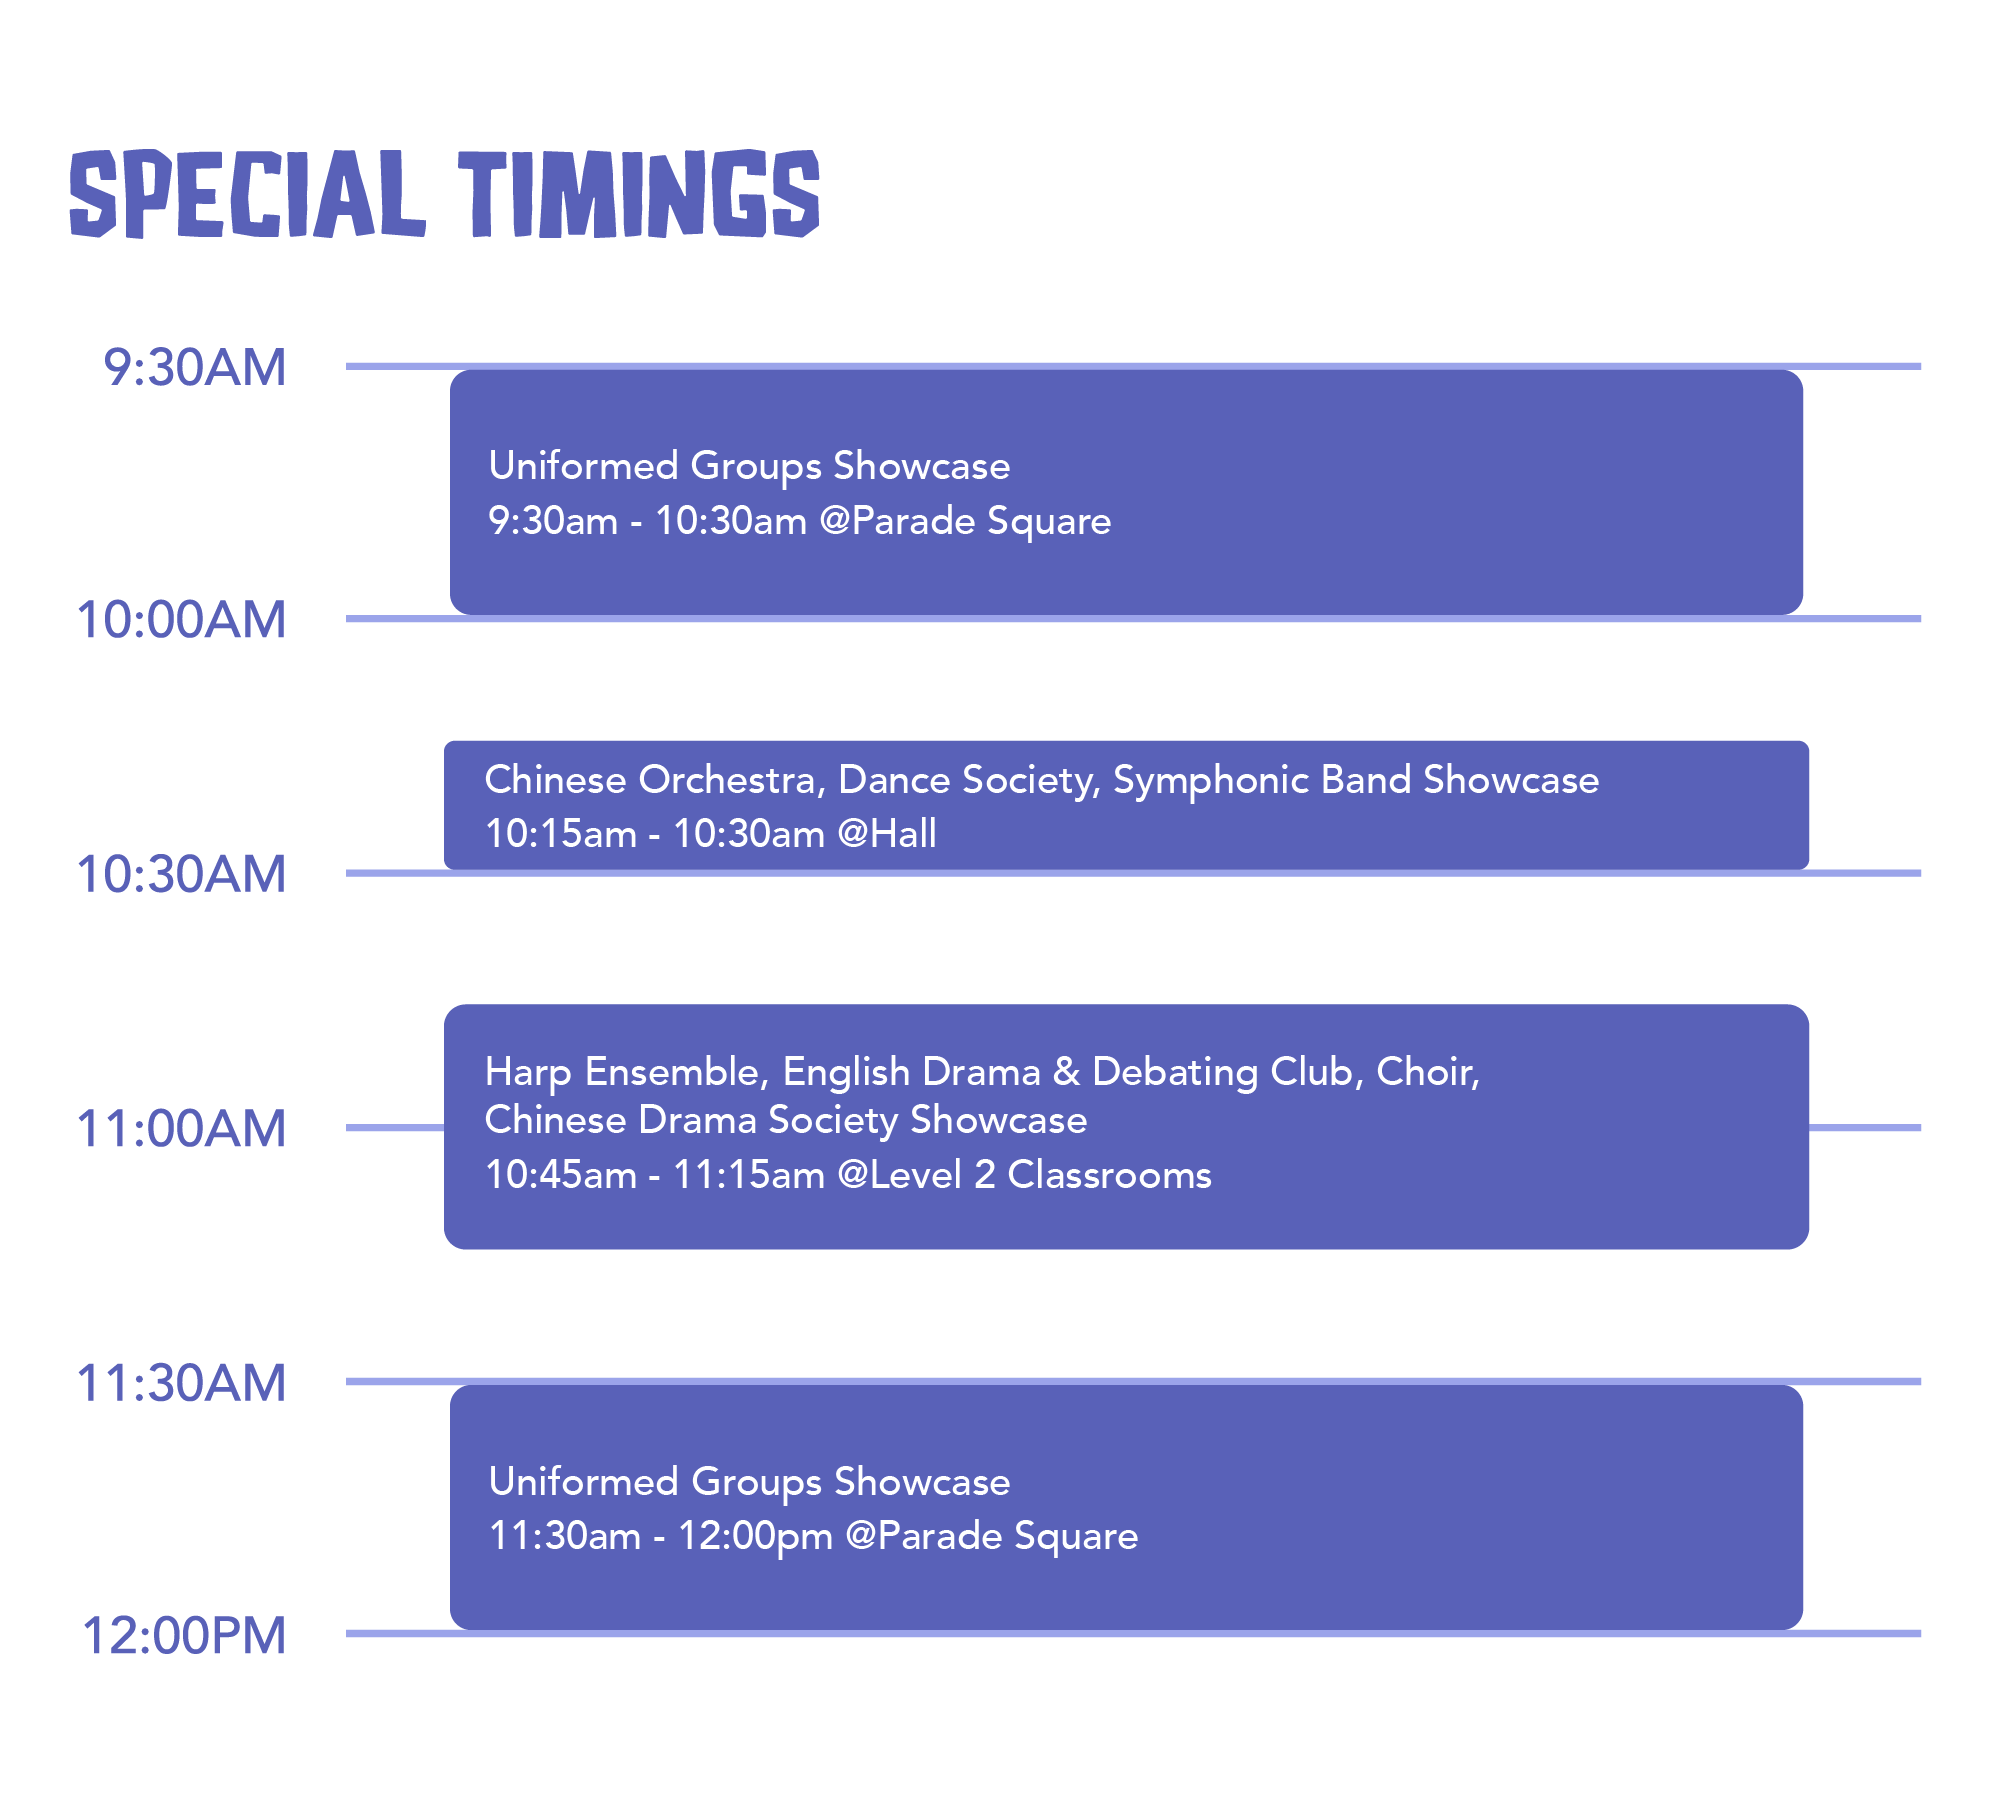 SPECIAL TIMINGS
9:30AM
Uniformed Groups Showcase
9:30am - 10:30am @Parade Square
10:00AM
Chinese Orchestra, Dance Society, Symphonic Band Showcase
10:15am - 10:30am @Hall
10:30AM
Harp Ensemble, English Drama & Debating Club, Choir,
Chinese Drama Society Showcase
10:45am - 11:15am @Level 2 Classrooms
11:00AM
11:30AM
Uniformed Groups Showcase
11:30am - 12:00pm @Parade Square
12:00PM